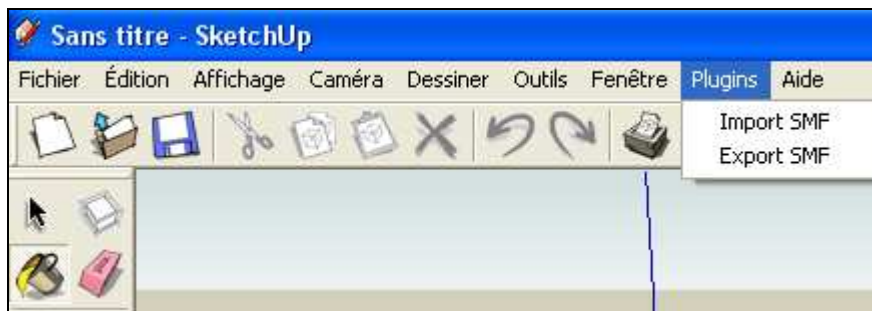 Sans titre - SketchUp
Fichier Édition Affichage Caméra Dessiner Outils Fenêtre Plugins Aide
Import SMF
Export SMF